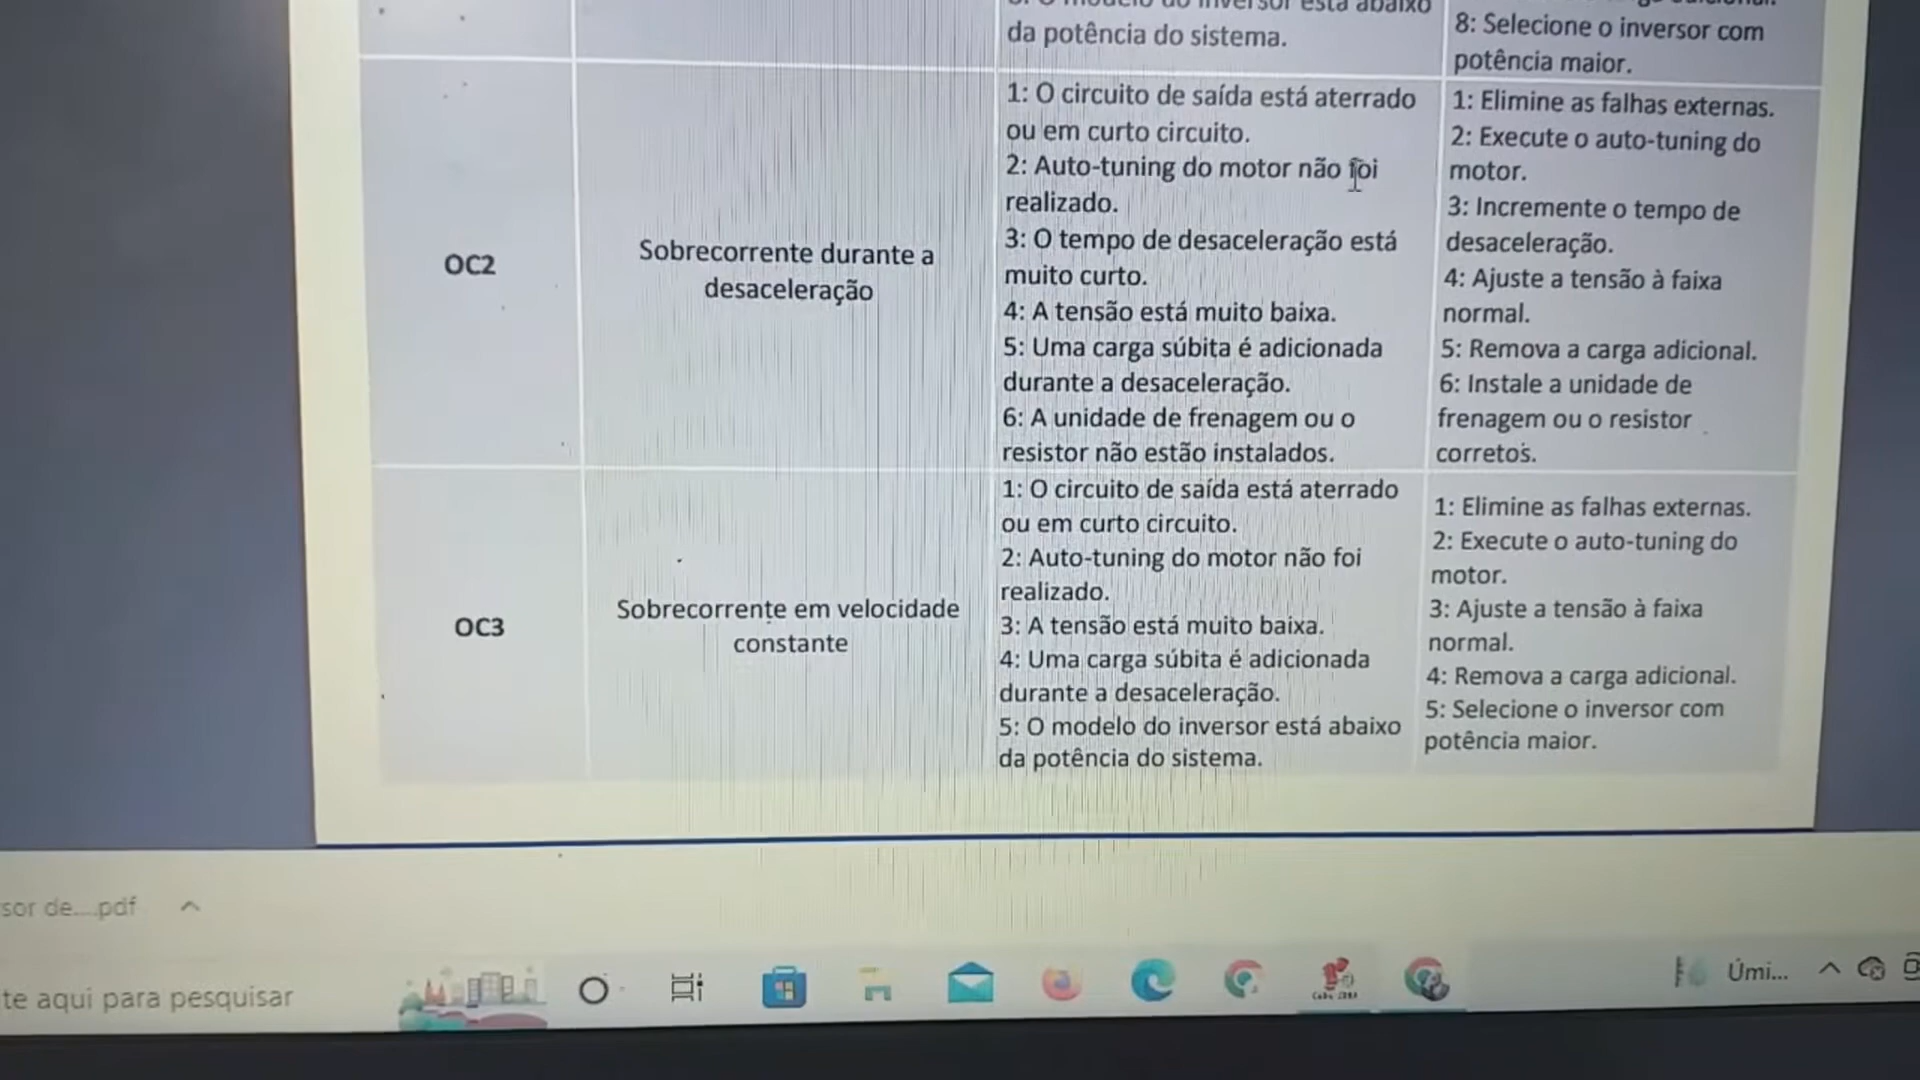 da potência do sistema.
8: Selecione o inversor com
potência maior.
OC2
Sobrecorrente durante a
desaceleração
1: O circuito de saída está aterrado
ou em curto circuito.
2: Auto-tuning do motor não foi
realizado.
3: O tempo de desaceleração está
muito curto.
4: A tensão está muito baixa.
5: Uma carga súbita é adicionada
durante a desaceleração.
6: A unidade de frenagem ou o
resistor não estão instalados.
1: Elimine as falhas externas.
2: Execute o auto-tuning do
motor.
3: Incremente o tempo de
desaceleração.
4: Ajuste a tensão à faixa
normal.
5: Remova a carga adicional.
6: Instale a unidade de
frenagem ou o resistor
corretos.
OC3
Sobrecorrente em velocidade
constante
1: O circuito de saída está aterrado
ou em curto circuito.
2: Auto-tuning do motor não foi
realizado.
3: A tensão está muito baixa.
4: Uma carga súbita é adicionada
durante a desaceleração.
5: O modelo do inversor está abaixo
da potência do sistema.
1: Elimine as falhas externas.
2: Execute o auto-tuning do
motor.
3: Ajuste a tensão à faixa
normal.
4: Remova a carga adicional.
5: Selecione o inversor com
potência maior.
sor de....pdf
te aqui para pesquisar
Úmi...